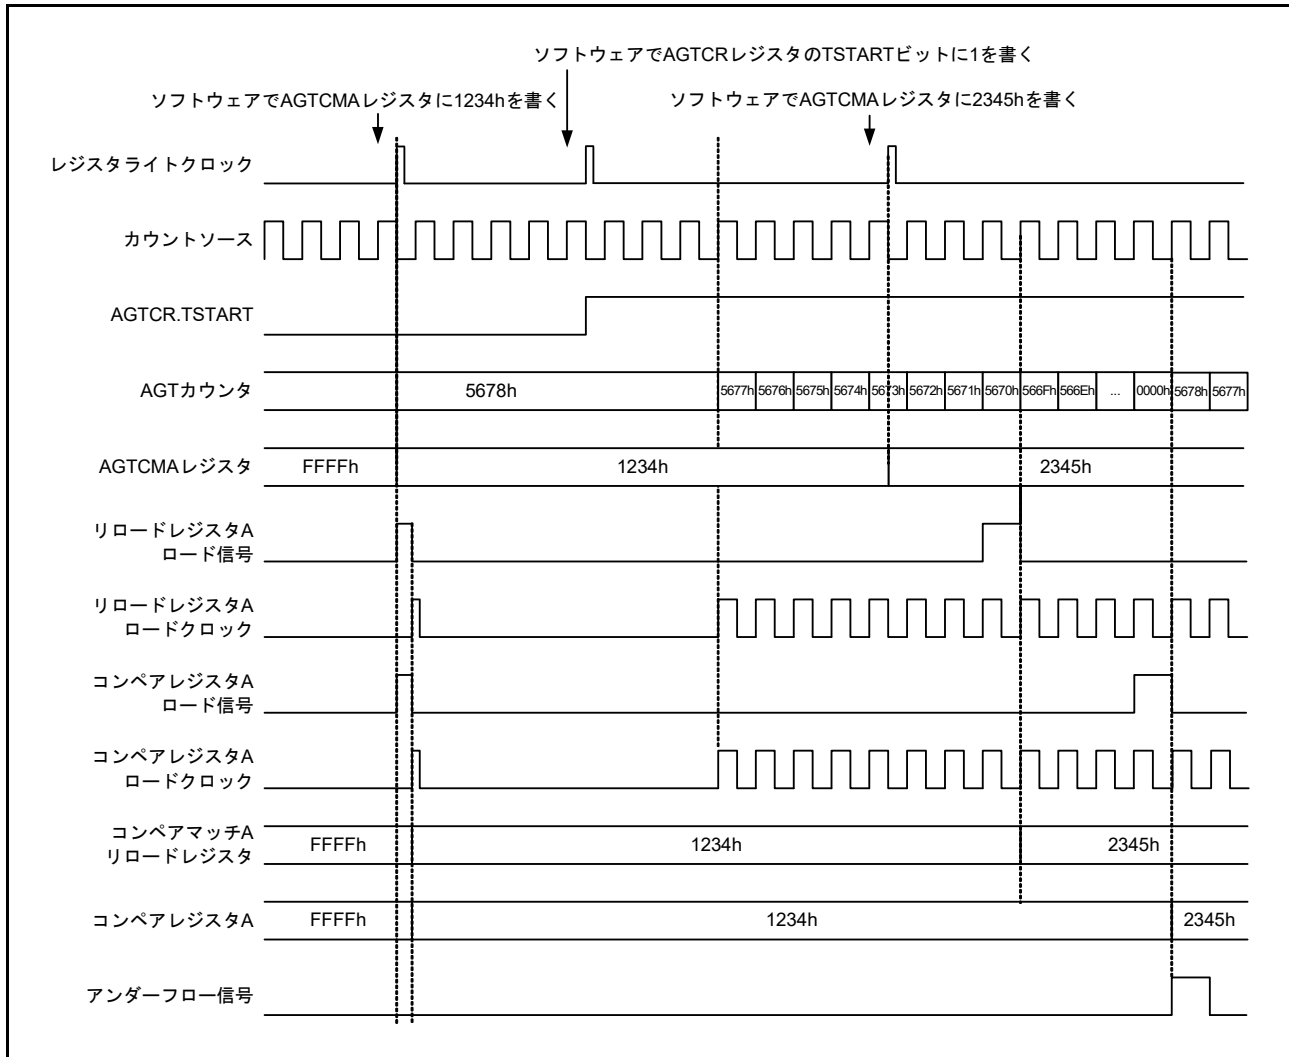 ソフトウェアでAGTCRレジスタのTSTARTビットに1を書く
ソフトウェアでAGTCMAレジスタに1234hを書く
ソフトウェアでAGTCMAレジスタに2345hを書く
レジスタライトクロック
カウントソース
AGTCR.TSTART
AGTカウンタ
5678h
5677h 5676h 5675h 5674h 5673h 5672h 5671h 5670h 566Fh 566Eh ... 0000h 5678h 5677h
AGTCMAレジスタ
FFFFh
1234h
2345h
リロードレジスタA
ロード信号
リロードレジスタA
ロードクロック
コンペアレジスタA
ロード信号
コンペアレジスタA
ロードクロック
コンペアマッチA
リロードレジスタ
FFFFh
1234h
2345h
コンペアレジスタA
FFFFh
1234h
2345h
アンダーフロー信号